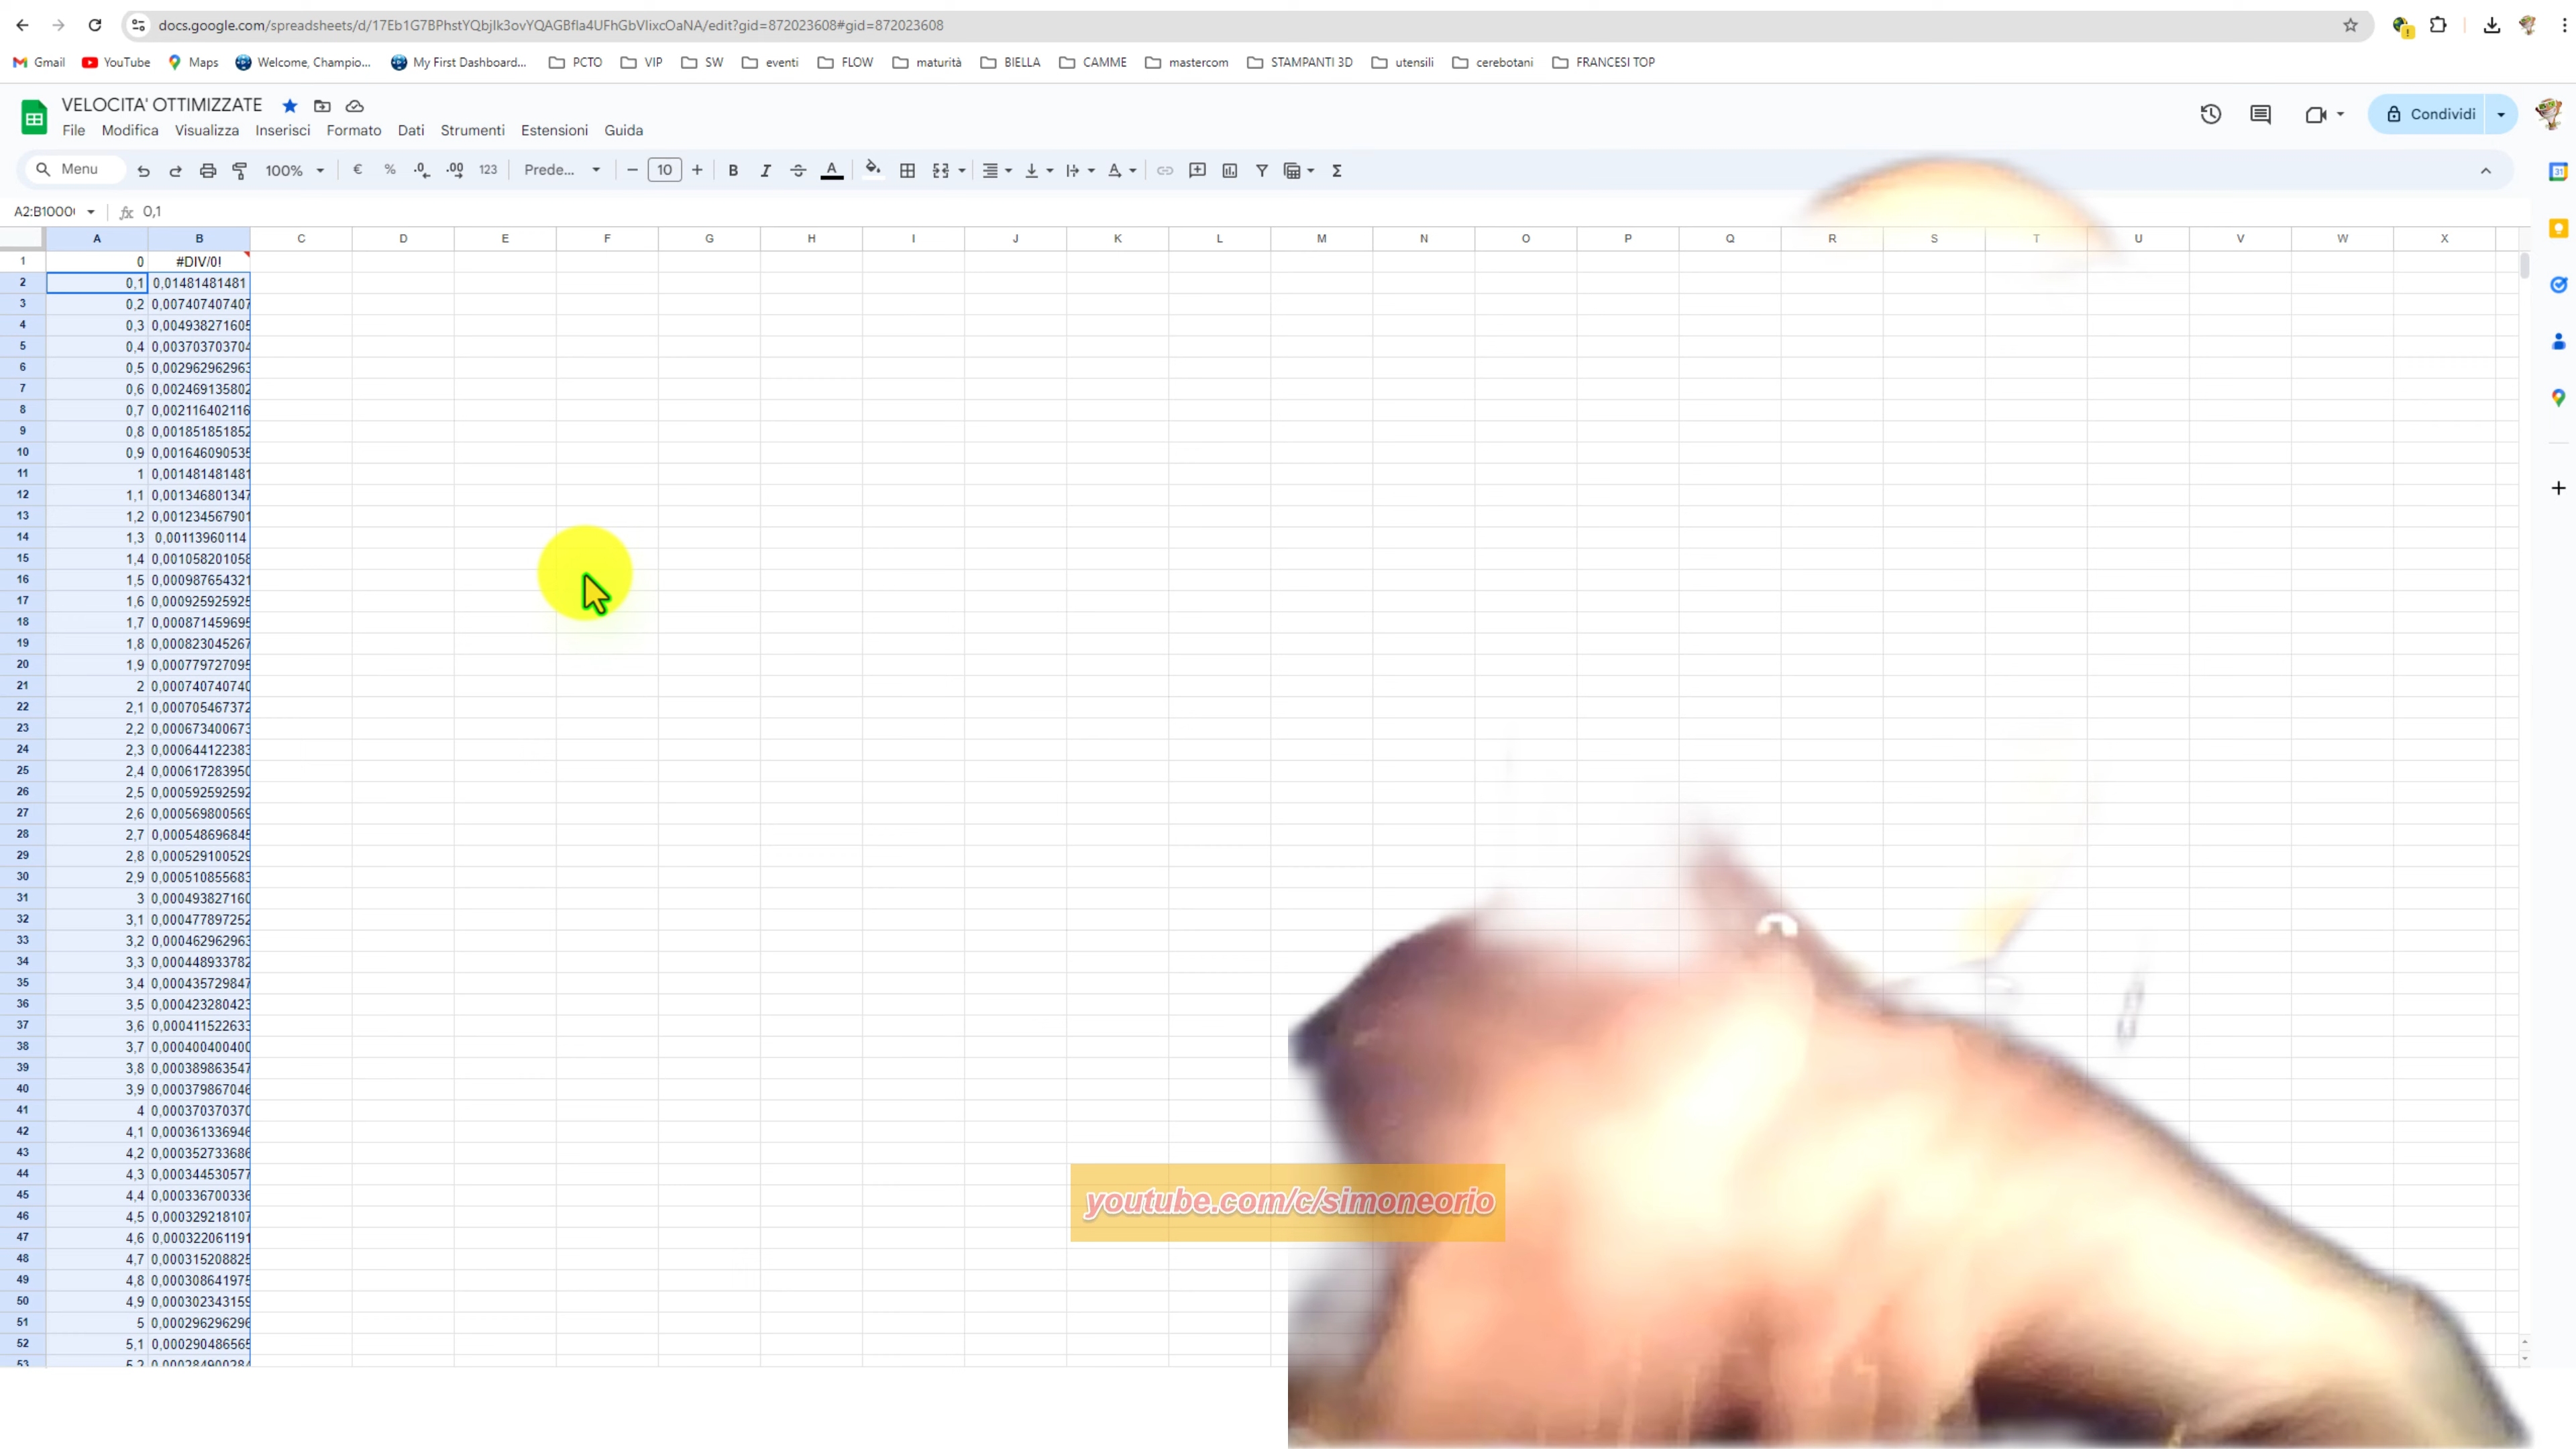 docs.google.com/spreadsheets/d/17Eb1G7BPhstYQbjlk3ovYQAGBfla4UFhGbVlixcOaNA/edit?gid=872023608#gid=872023608
Gmail YouTube Maps Welcome, Champio... My First Dashboard... PCTO VIP SW eventi FLOW maturità BIELLA CAMME mastercom STAMPANTI 3D utensili cerebotani FRANCESI TOP
VELOCITA' OTTIMIZZATE
File Modifica Visualizza Inserisci Formato Dati Strumenti Estensioni Guida
Condividi
Menu 100% € % .0 .00 123 Prede... 10 B I A A Σ
A2:B1000 fx 0,1
A B C D E F G H I J K L M N O P Q R S T U V W X
1 0 #DIV/0!
2 0,1 0,01481481481
3 0,2 0,007407407407
4 0,3 0,004938271605
5 0,4 0,003703703704
6 0,5 0,002962962963
7 0,6 0,002469135802
8 0,7 0,002116402116
9 0,8 0,001851851852
10 0,9 0,001646090535
11 1 0,001481481481
12 1,1 0,001346801347
13 1,2 0,001234567901
14 1,3 0,00113960114
15 1,4 0,001058201058
16 1,5 0,000987654321
17 1,6 0,000925925925
18 1,7 0,000871459695
19 1,8 0,000823045267
20 1,9 0,000779727095
21 2 0,000740740740
22 2,1 0,000705467372
23 2,2 0,000673400673
24 2,3 0,000644122383
25 2,4 0,000617283950
26 2,5 0,000592592592
27 2,6 0,000569800569
28 2,7 0,000548696845
29 2,8 0,000529100529
30 2,9 0,000510855683
31 3 0,000493827160
32 3,1 0,000477897252
33 3,2 0,000462962963
34 3,3 0,000448933782
35 3,4 0,000435729847
36 3,5 0,000423280423
37 3,6 0,000411522633
38 3,7 0,000400400400
39 3,8 0,000389863547
40 3,9 0,000379867046
41 4 0,000370370370
42 4,1 0,000361336946
43 4,2 0,000352733686
44 4,3 0,000344530577
45 4,4 0,000336700336
46 4,5 0,000329218107
47 4,6 0,000322061191
48 4,7 0,000315208825
49 4,8 0,000308641975
50 4,9 0,000302343159
51 5 0,000296296296
52 5,1 0,000290486565
53 5,2 0,000284900284
youtube.com/c/simoneorio